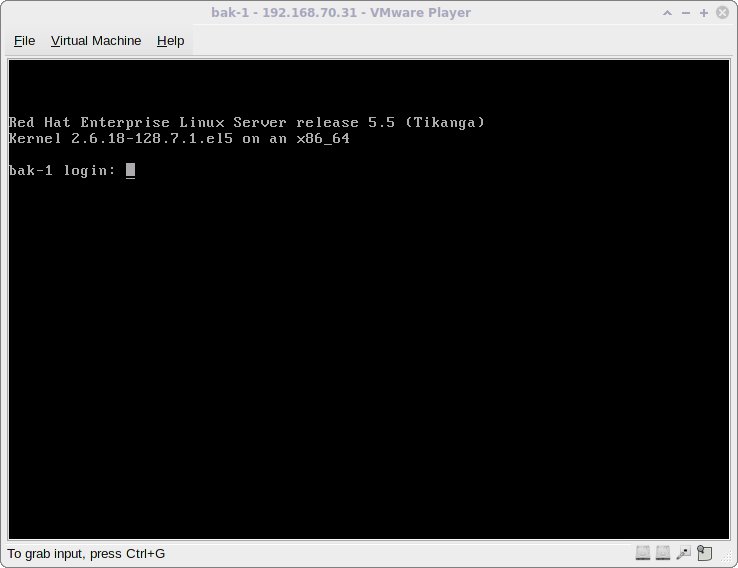 bak-1 - 192.168.70.31 - VMware Player
File Virtual Machine Help
Red Hat Enterprise Linux Server release 5.5 (Tikanga)
Kernel 2.6.18-128.7.1.el5 on an x86_64
bak-1 login:
To grab input, press Ctrl+G